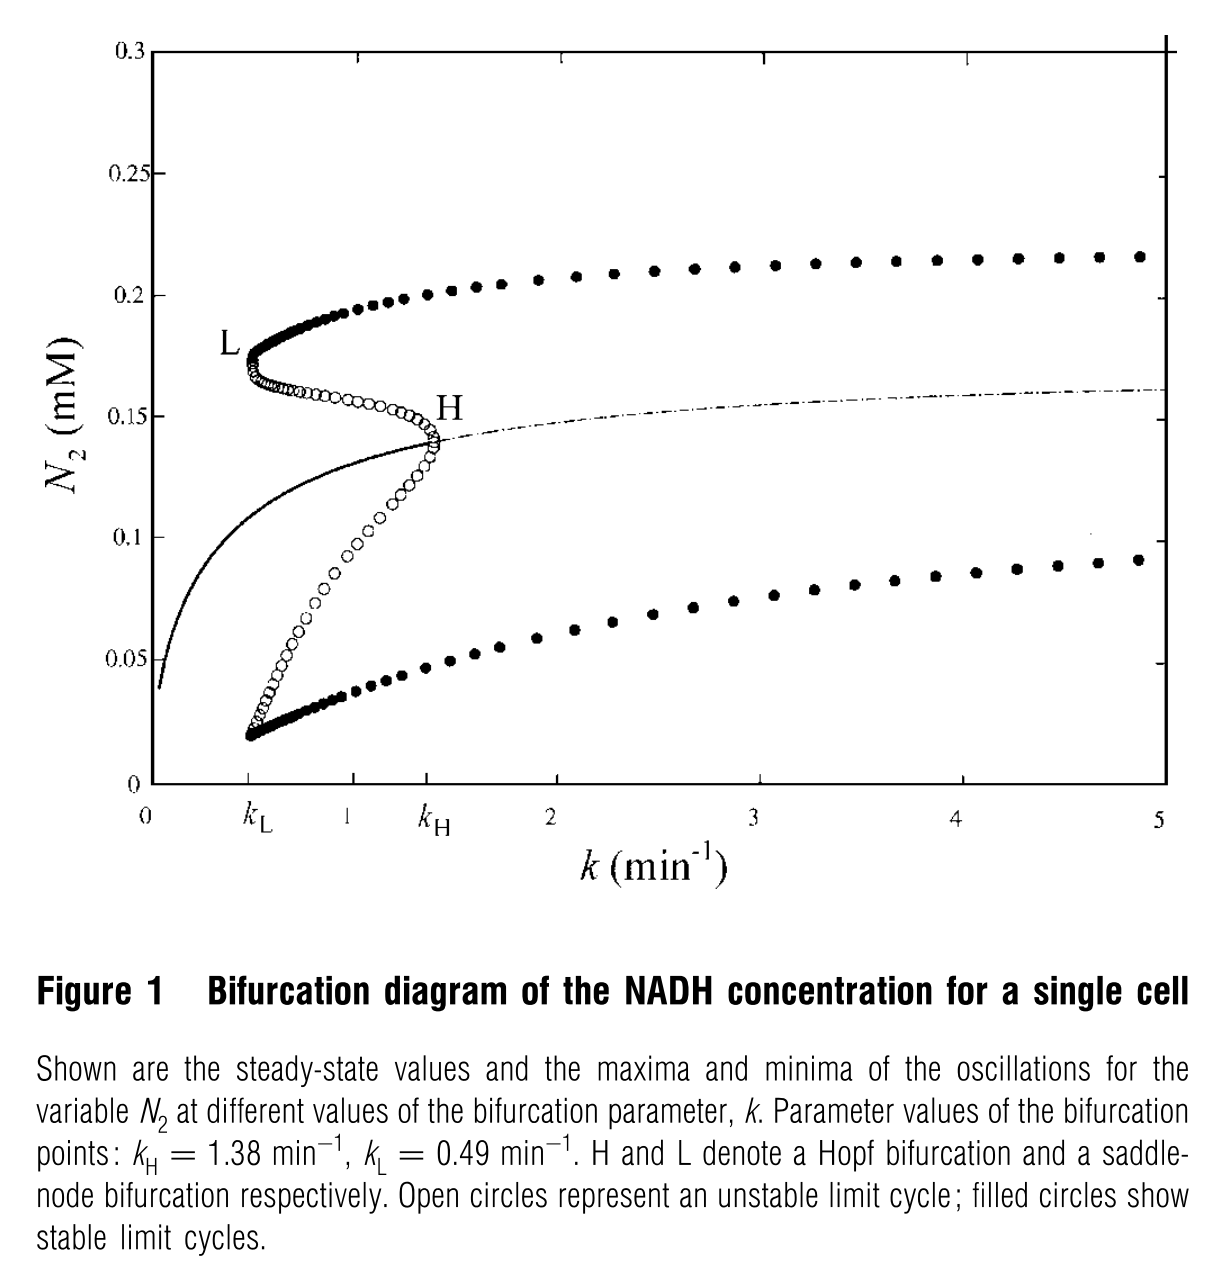 0.3
0.25
0.2
L
H
0.15
N2 (mM)
0.1
0.05
0
0 kL 1 kH 2 3 4 5
k (min-1)
Figure 1 Bifurcation diagram of the NADH concentration for a single cell
Shown are the steady-state values and the maxima and minima of the oscillations for the
variable N2 at different values of the bifurcation parameter, k. Parameter values of the bifurcation
points: kH = 1.38 min−1, kL = 0.49 min−1. H and L denote a Hopf bifurcation and a saddle-
node bifurcation respectively. Open circles represent an unstable limit cycle; filled circles show
stable limit cycles.